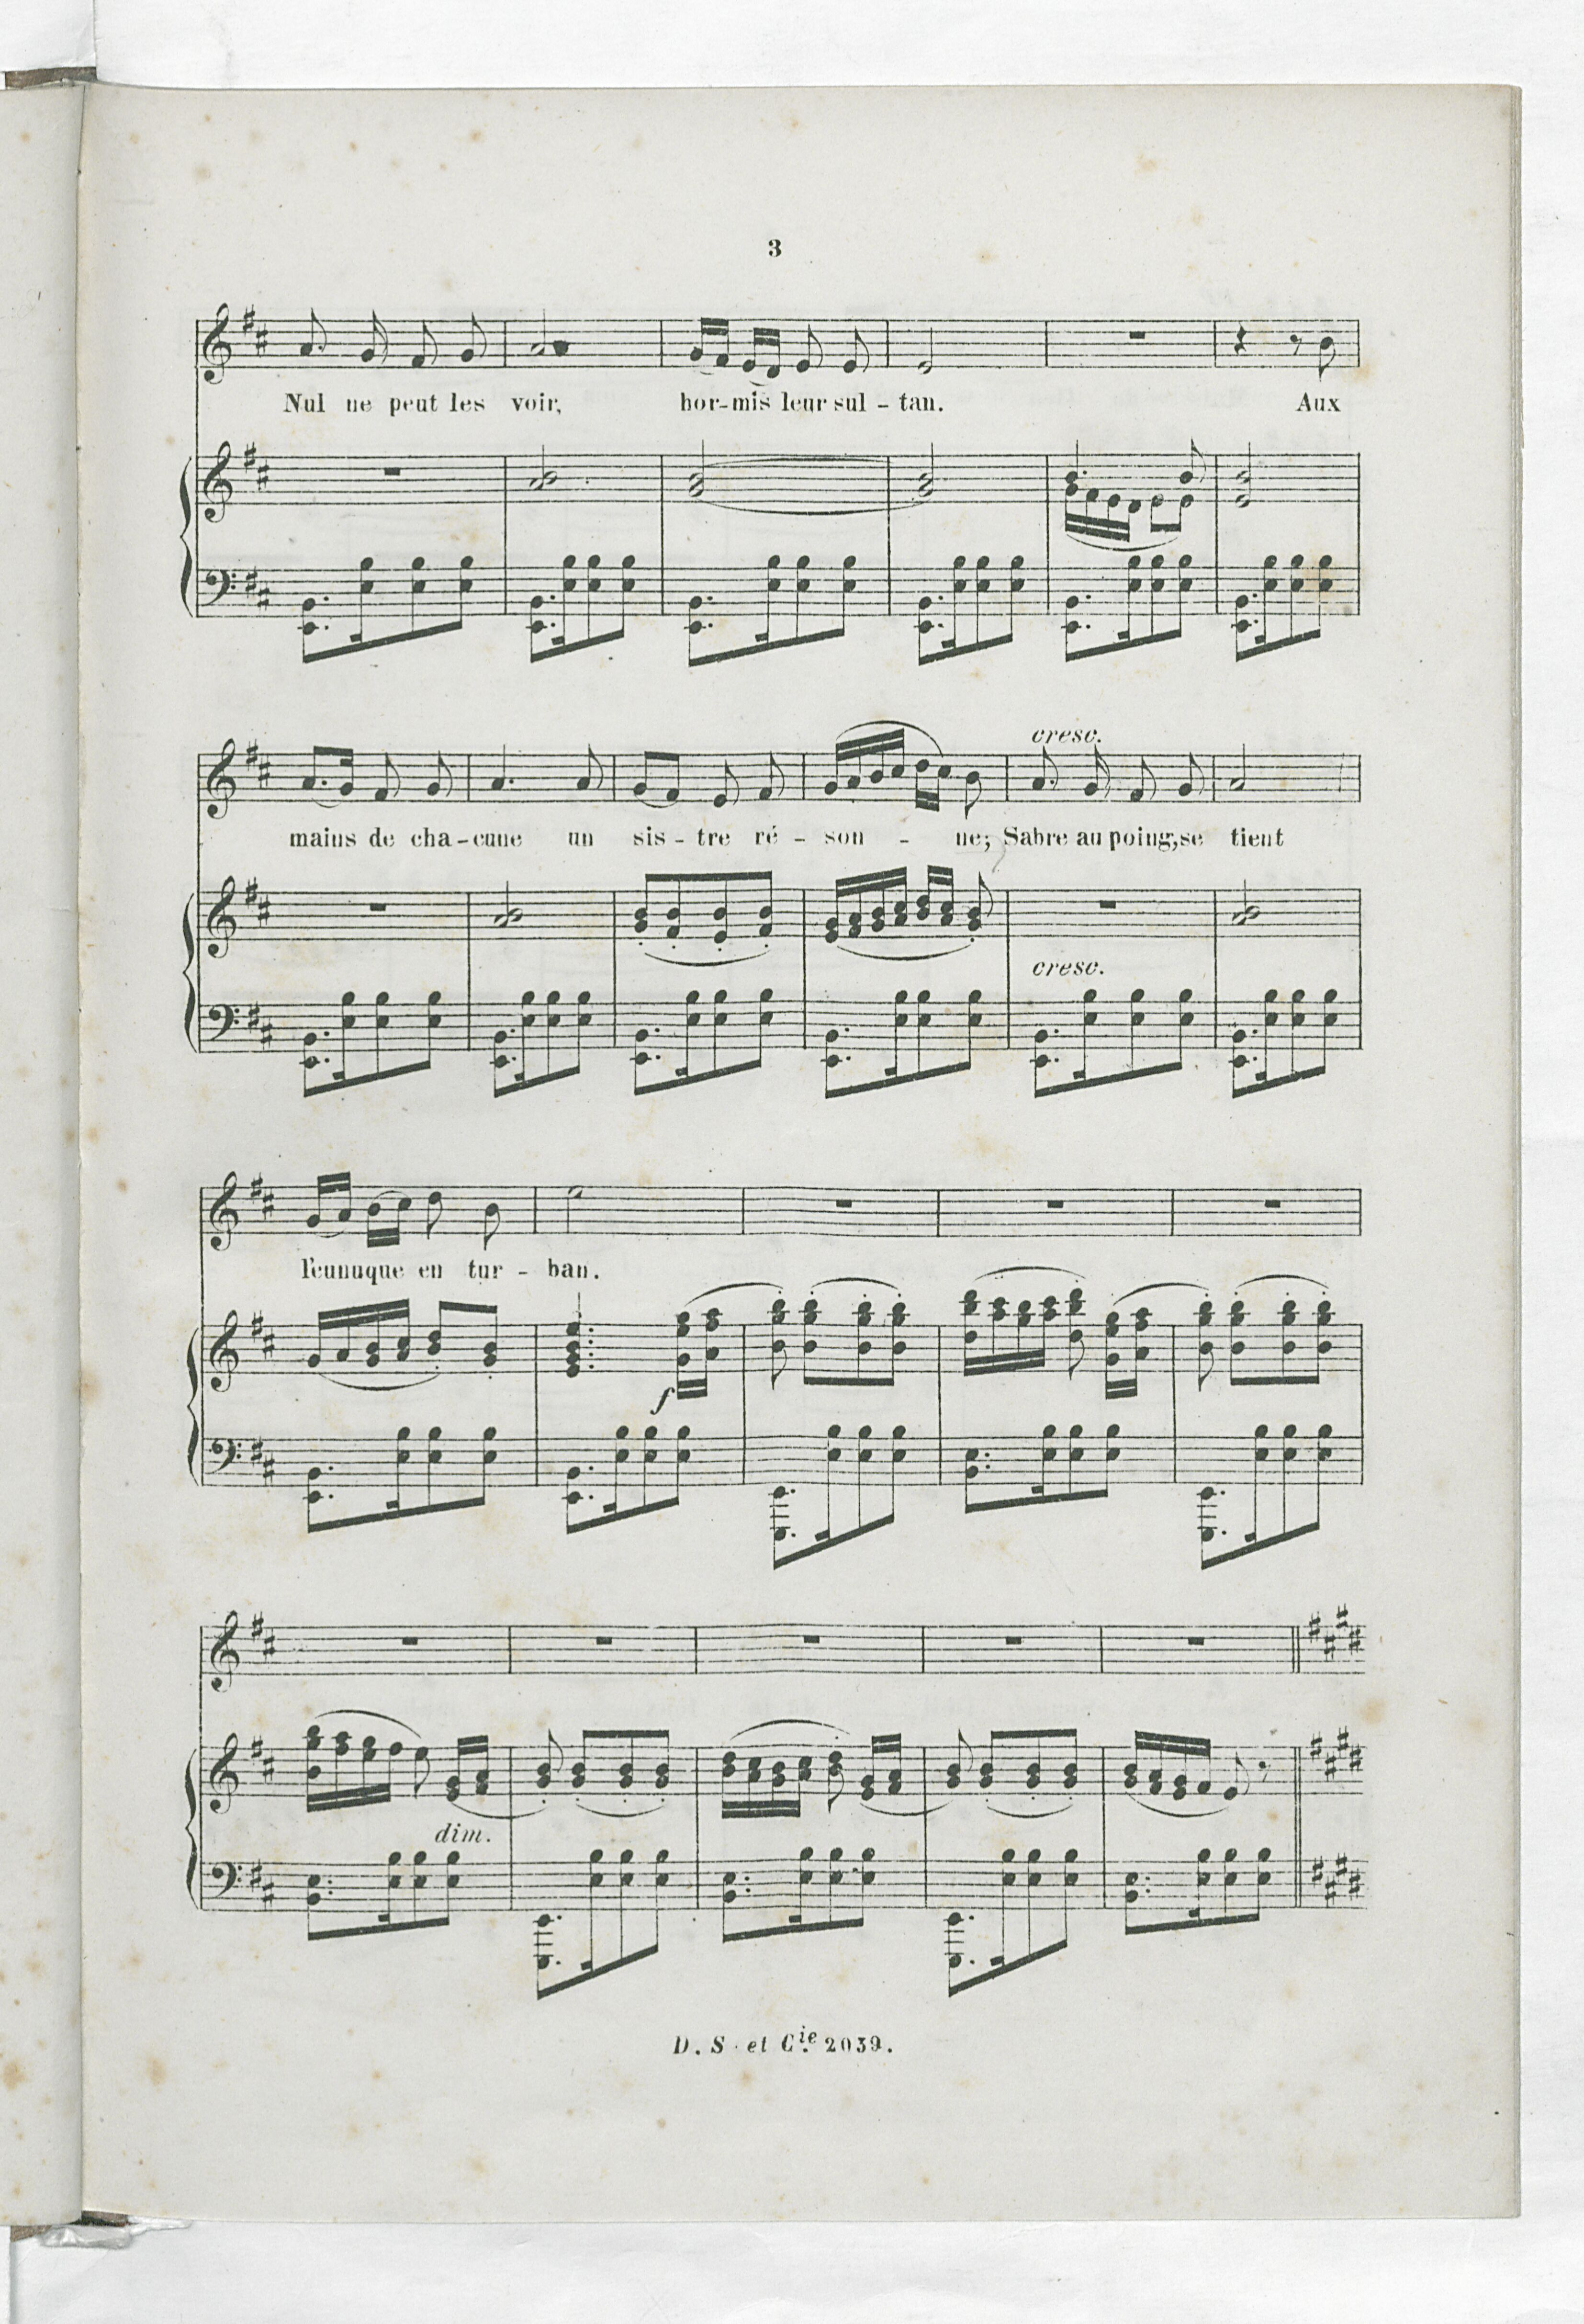 3
Nul ne peut les voir, hor-mis leur sul-tan. Aux
cresc.
mains de cha-cune un sis-tre ré-son-ne; Sabre au poing, se tient
cresc.
l'eunuque en tur-ban.
f
dim.
D. S. et Cie. 2039.